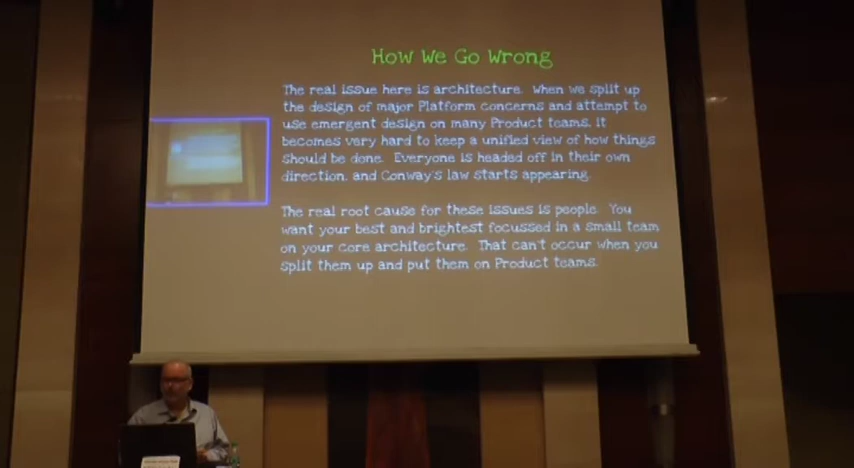 How We Go Wrong
The real issue here is architecture. When we split up
the design of major Platform concerns and attempt to
use emergent design on many Product teams, it
becomes very hard to keep a unified view of how things
should be done. Everyone is headed off in their own
direction, and Conway's law starts appearing.
The real root cause for these issues is people. You
want your best and brightest focussed in a small team
on your core architecture. That can't occur when you
split them up and put them on Product teams.